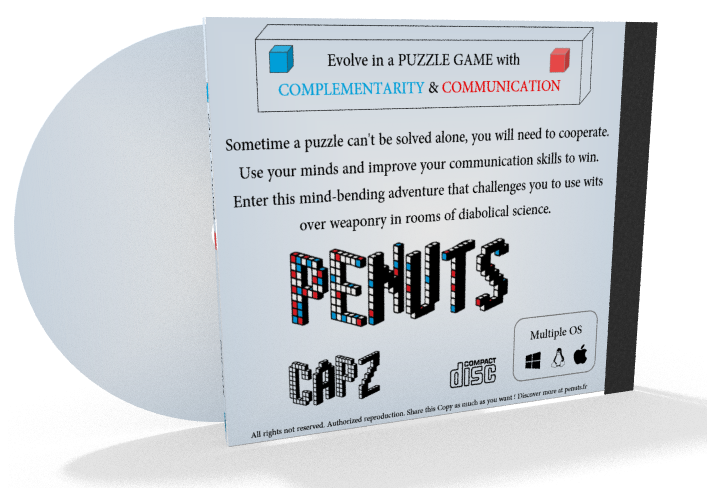 Evolve in a PUZZLE GAME with
COMPLEMENTARITY & COMMUNICATION
Sometime a puzzle can't be solved alone, you will need to cooperate.
Use your minds and improve your communication skills to win.
Enter this mind-bending adventure that challenges you to use wits
over weaponry in rooms of diabolical science.
PENUTS
CAPZ
COMPACT
disc
Multiple OS
All rights not reserved. Authorized reproduction. Share this Copy as much as you want ! Discover more at penuts.fr